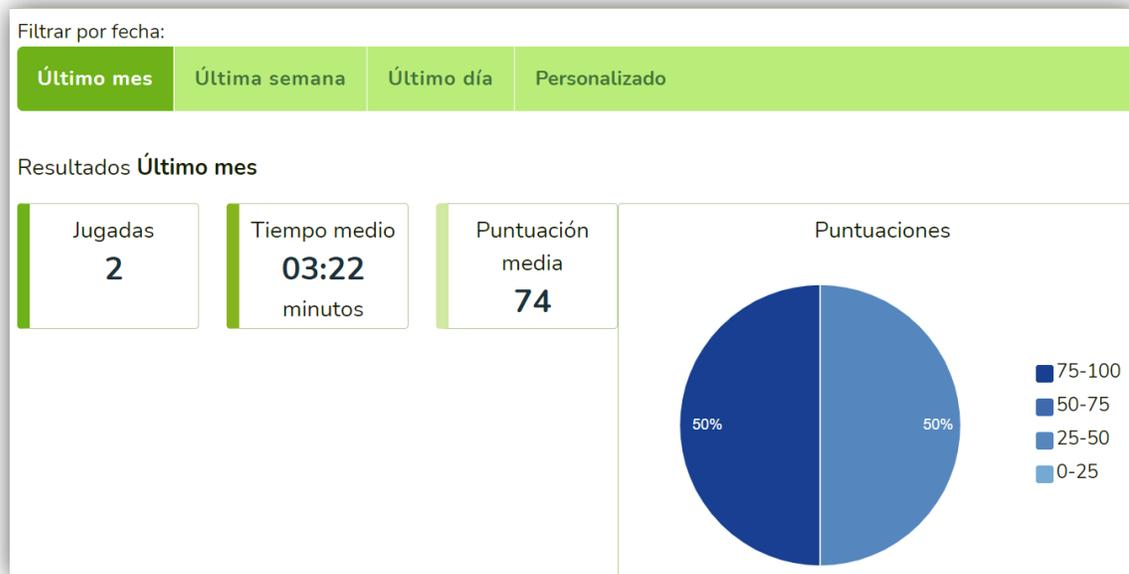 Filtrar por fecha:
Último mes Última semana Último día Personalizado
Resultados Último mes
Jugadas
2
Tiempo medio
03:22
minutos
Puntuación
media
74
Puntuaciones
50%
50%
75-100
50-75
25-50
0-25